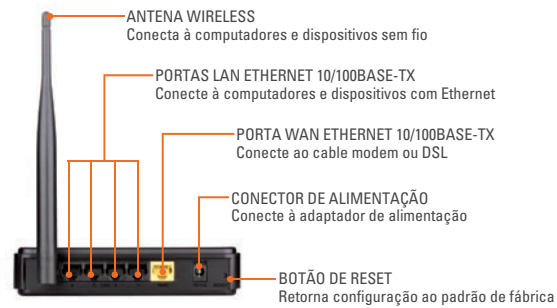 ANTENA WIRELESS
Conecta à computadores e dispositivos sem fio
PORTAS LAN ETHERNET 10/100BASE-TX
Conecte à computadores e dispositivos com Ethernet
PORTA WAN ETHERNET 10/100BASE-TX
Conecte ao cable modem ou DSL
CONECTOR DE ALIMENTAÇÃO
Conecte à adaptador de alimentação
BOTÃO DE RESET
Retorna configuração ao padrão de fábrica